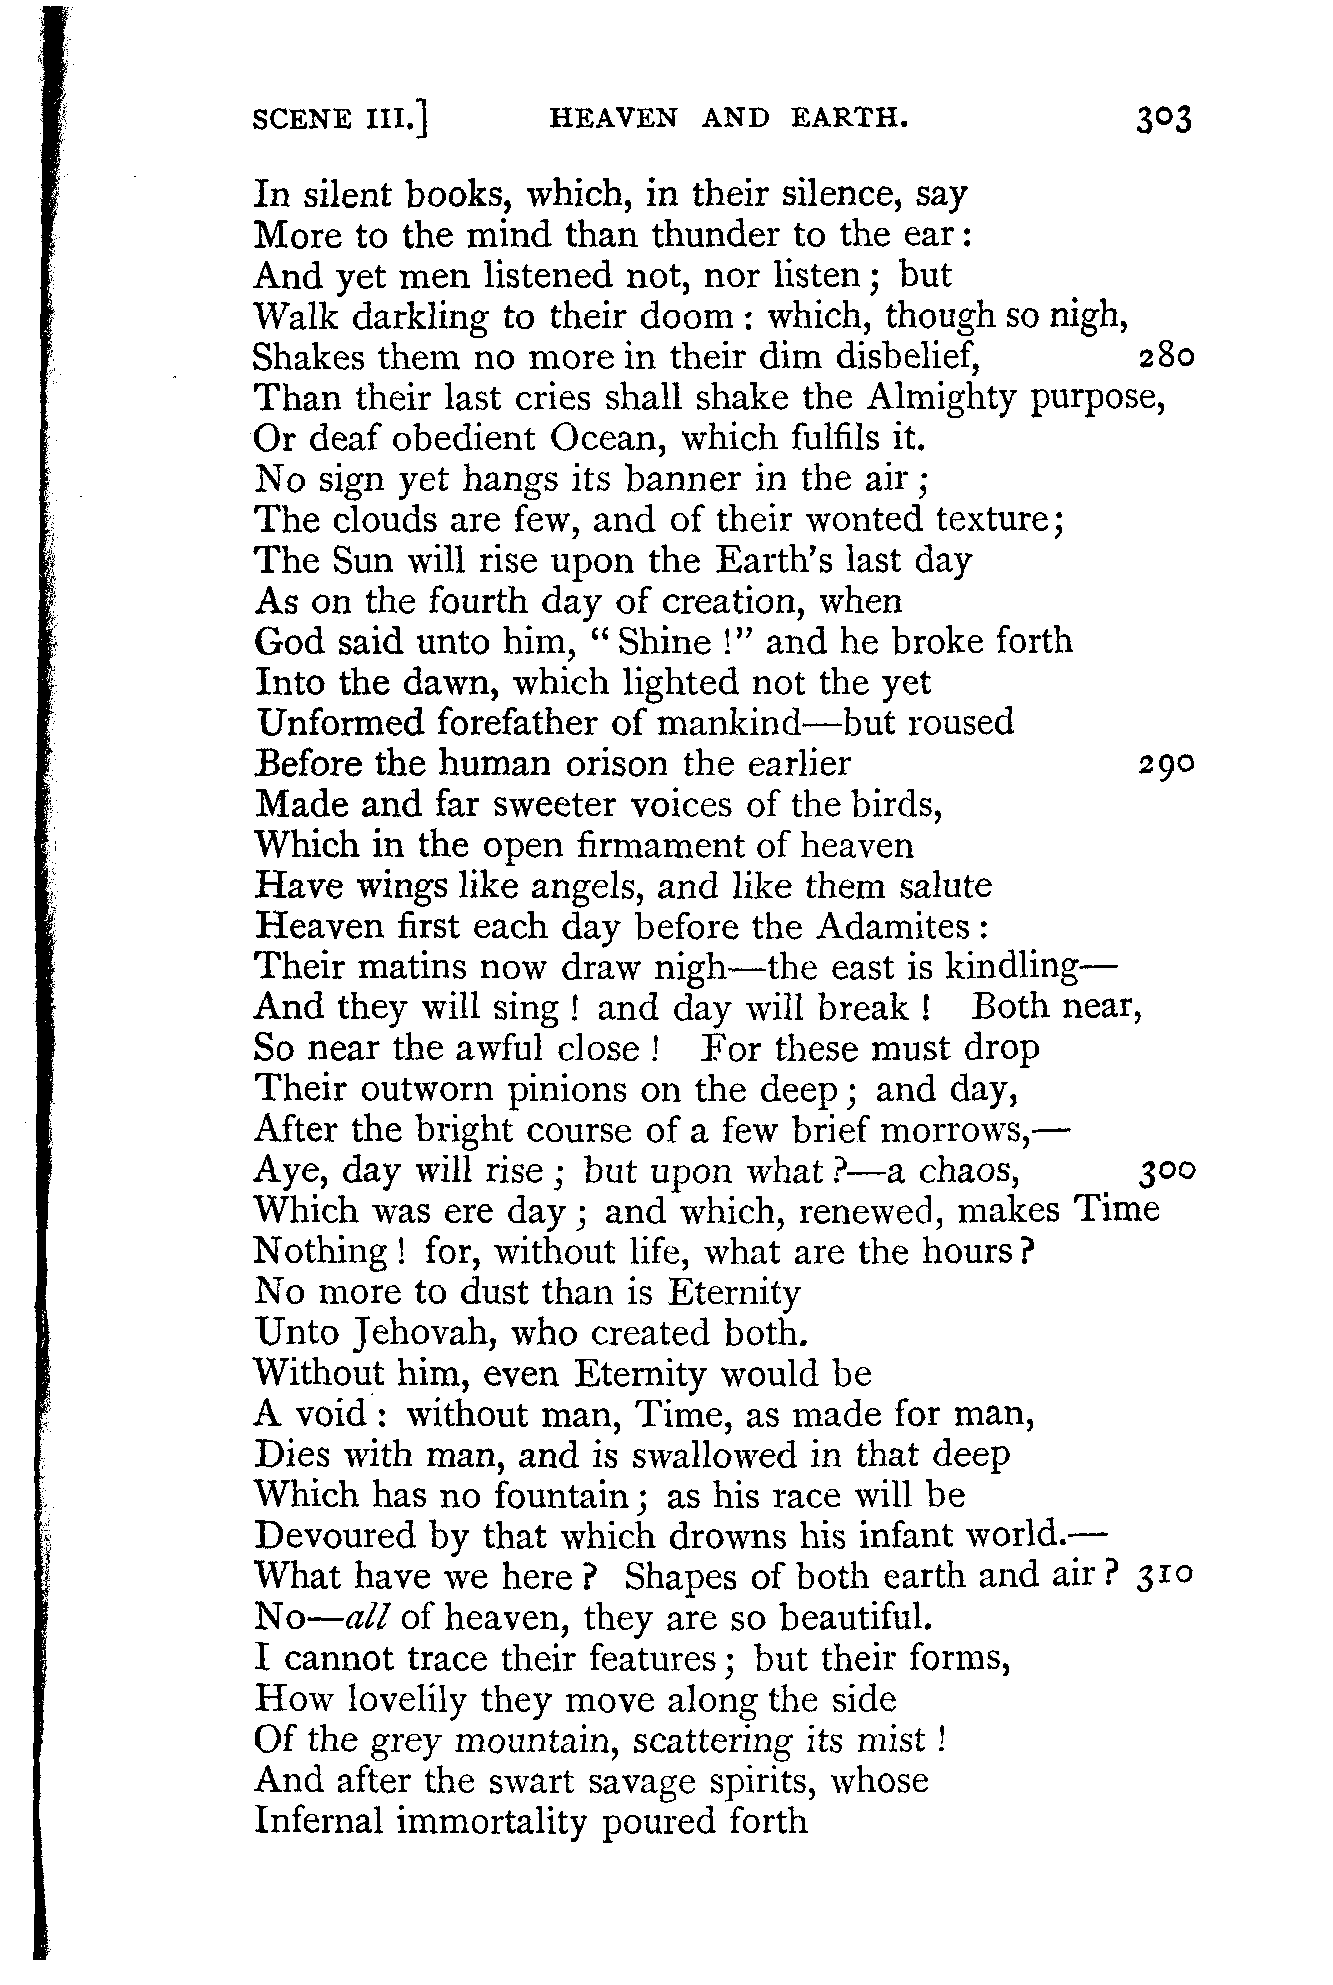 SCENE III.] HEAVEN AND EARTH. 303
In silent books, which, in their silence, say
More to the mind than thunder to the ear :
And yet men listened not, nor listen ; but
Walk darkling to their doom : which, though so nigh,
Shakes them no more in their dim disbelief, 280
Than their last cries shall shake the Almighty purpose,
Or deaf obedient Ocean, which fulfils it.
No sign yet hangs its banner in the air ;
The clouds are few, and of their wonted texture;
The Sun will rise upon the Earth's last day
As on the fourth day of creation, when
God said unto him, “ Shine !” and he broke forth
Into the dawn, which lighted not the yet
Unformed forefather of mankind—but roused
Before the human orison the earlier 290
Made and far sweeter voices of the birds,
Which in the open firmament of heaven
Have wings like angels, and like them salute
Heaven first each day before the Adamites :
Their matins now draw nigh—the east is kindling—
And they will sing ! and day will break ! Both near,
So near the awful close ! For these must drop
Their outworn pinions on the deep ; and day,
After the bright course of a few brief morrows,—
Aye, day will rise ; but upon what ?—a chaos, 300
Which was ere day ; and which, renewed, makes Time
Nothing ! for, without life, what are the hours ?
No more to dust than is Eternity
Unto Jehovah, who created both.
Without him, even Eternity would be
A void : without man, Time, as made for man,
Dies with man, and is swallowed in that deep
Which has no fountain ; as his race will be
Devoured by that which drowns his infant world.—
What have we here ? Shapes of both earth and air ? 310
No—all of heaven, they are so beautiful.
I cannot trace their features ; but their forms,
How lovelily they move along the side
Of the grey mountain, scattering its mist !
And after the swart savage spirits, whose
Infernal immortality poured forth